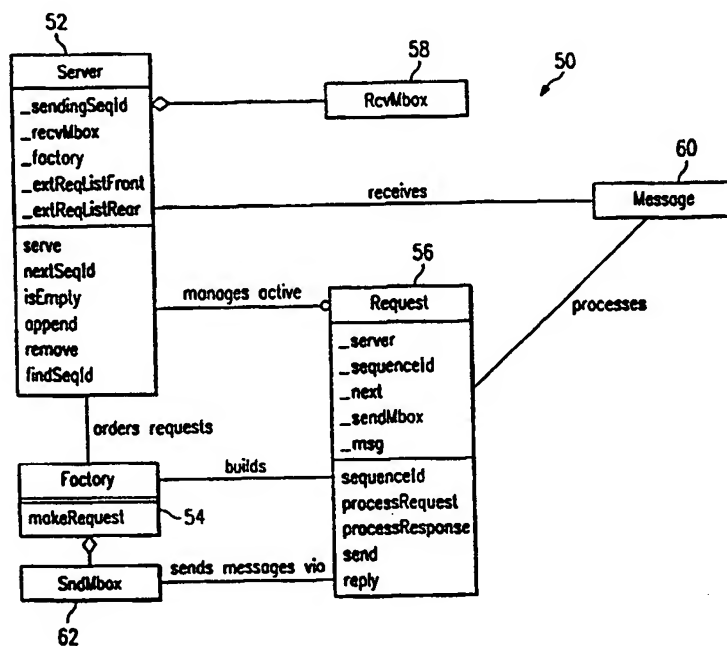 52
Server
_sendingSeqId
_recvMbox
_factory
_extReqListFront
_extReqListRear
serve
nextSeqId
isEmpty
append
remove
findSeqId
58
RcvMbox
50
60
Message
receives
56
manages active
Request
_server
_sequenceId
_next
_sendMbox
_msg
sequenceId
processRequest
processResponse
send
reply
processes
orders requests
Factory
makeRequest
54
builds
SndMbox
sends messages via
62